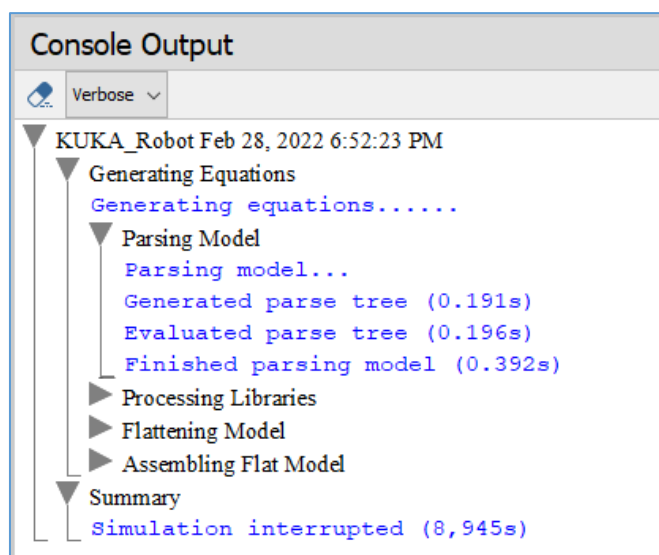 Console Output
Verbose
KUKA_Robot Feb 28, 2022 6:52:23 PM
Generating Equations
Generating equations......
Parsing Model
Parsing model...
Generated parse tree (0.191s)
Evaluated parse tree (0.196s)
Finished parsing model (0.392s)
Processing Libraries
Flattening Model
Assembling Flat Model
Summary
Simulation interrupted (8,945s)